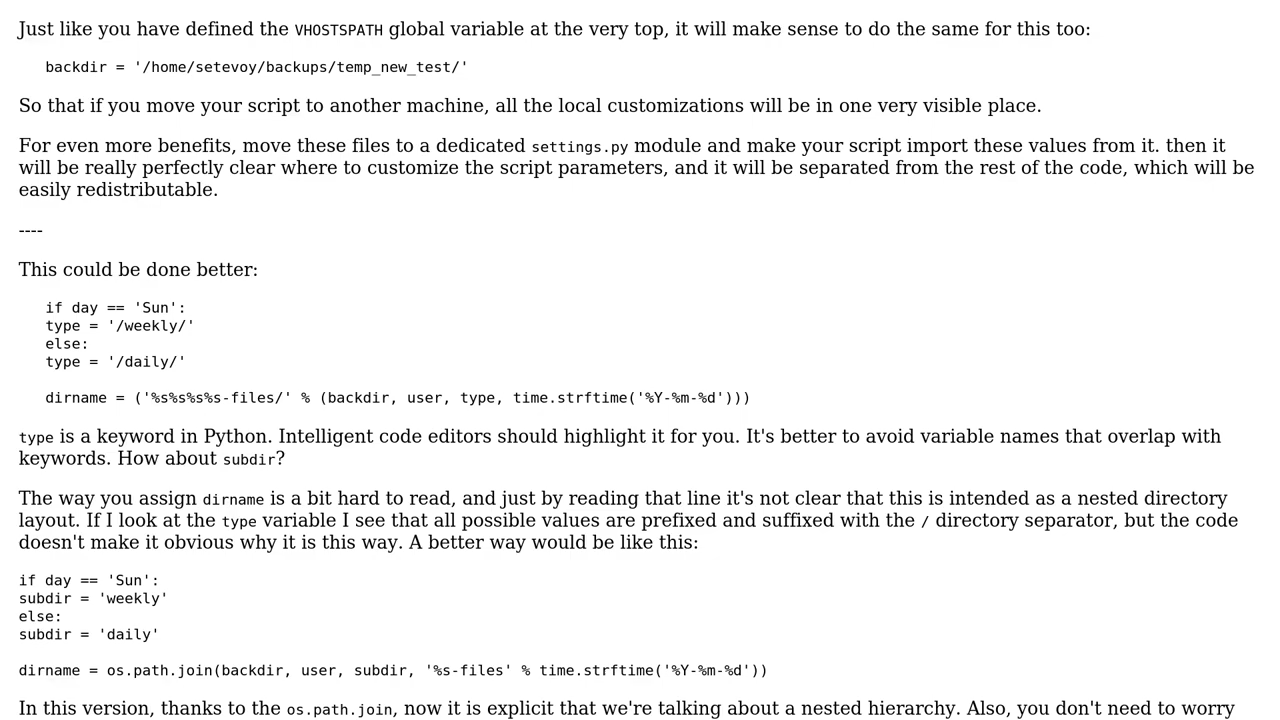 Just like you have defined the VHOSTSPATH global variable at the very top, it will make sense to do the same for this too:
backdir = '/home/setevoy/backups/temp_new_test/'
So that if you move your script to another machine, all the local customizations will be in one very visible place.
For even more benefits, move these files to a dedicated settings.py module and make your script import these values from it. then it
will be really perfectly clear where to customize the script parameters, and it will be separated from the rest of the code, which will be
easily redistributable.
----
This could be done better:
if day == 'Sun':
type = '/weekly/'
else:
type = '/daily/'
dirname = ('%s%s%s%s-files/' % (backdir, user, type, time.strftime('%Y-%m-%d')))
type is a keyword in Python. Intelligent code editors should highlight it for you. It's better to avoid variable names that overlap with
keywords. How about subdir?
The way you assign dirname is a bit hard to read, and just by reading that line it's not clear that this is intended as a nested directory
layout. If I look at the type variable I see that all possible values are prefixed and suffixed with the / directory separator, but the code
doesn't make it obvious why it is this way. A better way would be like this:
if day == 'Sun':
subdir = 'weekly'
else:
subdir = 'daily'
dirname = os.path.join(backdir, user, subdir, '%s-files' % time.strftime('%Y-%m-%d'))
In this version, thanks to the os.path.join, now it is explicit that we're talking about a nested hierarchy. Also, you don't need to worry